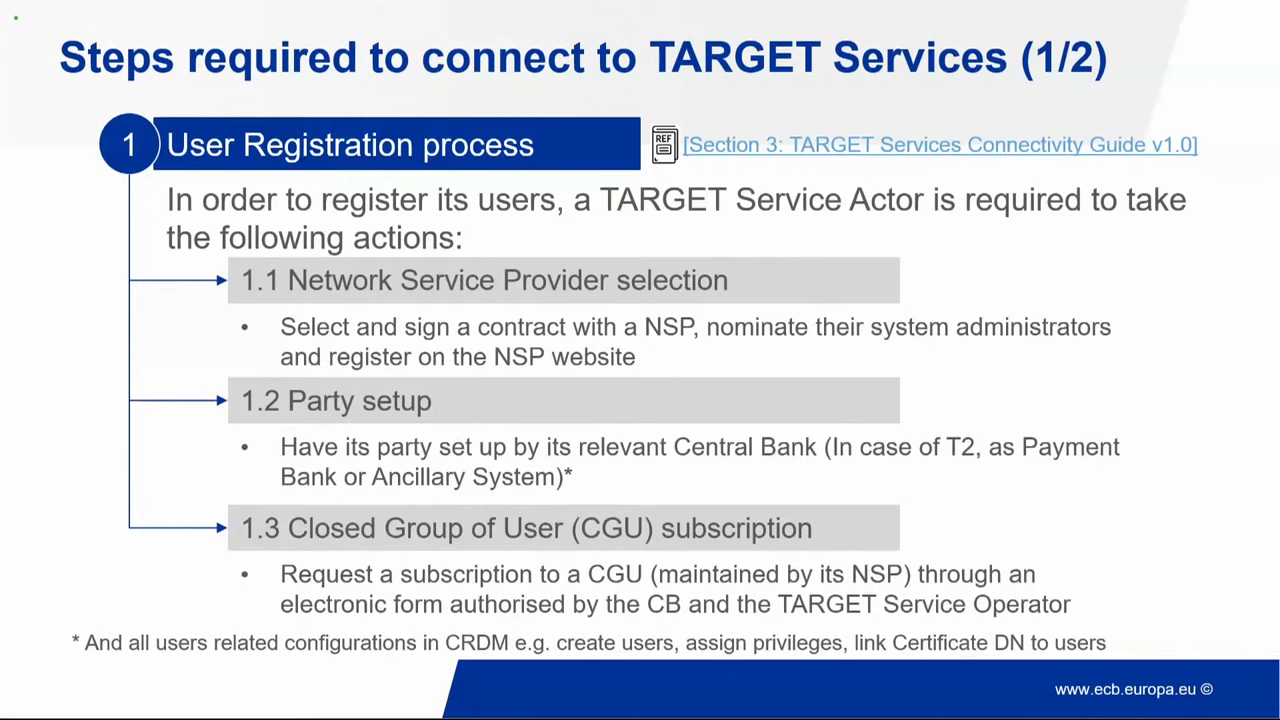 Steps required to connect to TARGET Services (1/2)
1 User Registration process
REF
[Section 3: TARGET Services Connectivity Guide v1.0]
In order to register its users, a TARGET Service Actor is required to take
the following actions:
1.1 Network Service Provider selection
• Select and sign a contract with a NSP, nominate their system administrators
and register on the NSP website
1.2 Party setup
• Have its party set up by its relevant Central Bank (In case of T2, as Payment
Bank or Ancillary System)*
1.3 Closed Group of User (CGU) subscription
• Request a subscription to a CGU (maintained by its NSP) through an
electronic form authorised by the CB and the TARGET Service Operator
* And all users related configurations in CRDM e.g. create users, assign privileges, link Certificate DN to users
www.ecb.europa.eu ©